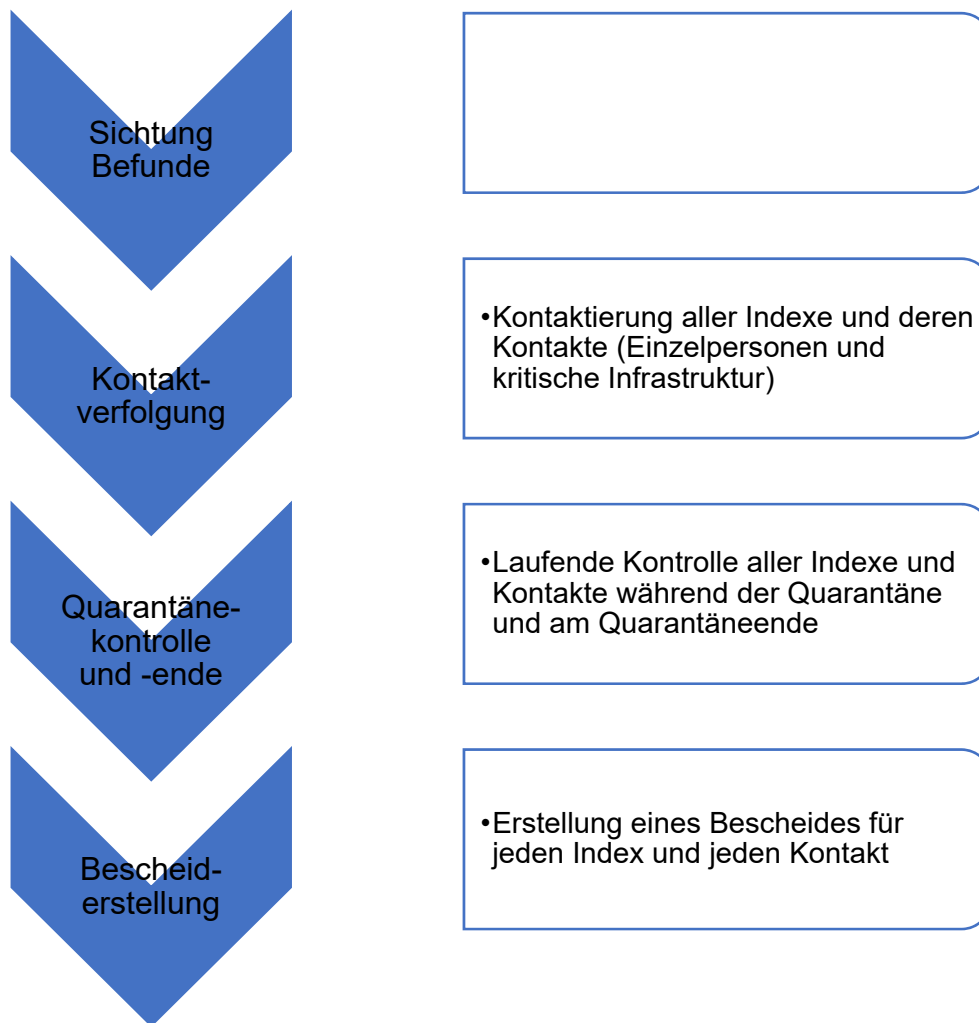 Sichtung
Befunde
•Kontaktierung aller Indexe und deren
Kontakte (Einzelpersonen und
kritische Infrastruktur)
Kontakt-
verfolgung
•Laufende Kontrolle aller Indexe und
Kontakte während der Quarantäne
und am Quarantäneende
Quarantäne-
kontrolle
und -ende
•Erstellung eines Bescheides für
jeden Index und jeden Kontakt
Bescheid-
erstellung